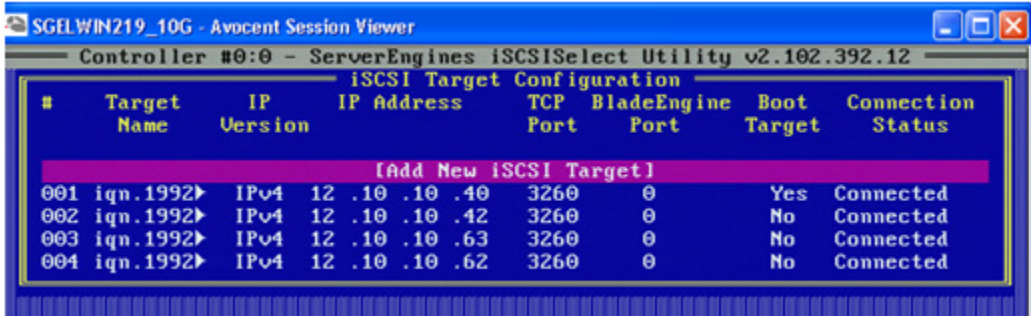 SGELWIN219_10G - Avocent Session Viewer
Controller #0:0 - ServerEngines iSCSISelect Utility v2.102.392.12
iSCSI Target Configuration
# Target IP IP Address TCP BladeEngine Boot Connection
Name Version Port Port Target Status
[Add New iSCSI Target]
001 iqn.1992► IPv4 12 .10 .10 .40 3260 0 Yes Connected
002 iqn.1992► IPv4 12 .10 .10 .42 3260 0 No Connected
003 iqn.1992► IPv4 12 .10 .10 .63 3260 0 No Connected
004 iqn.1992► IPv4 12 .10 .10 .62 3260 0 No Connected